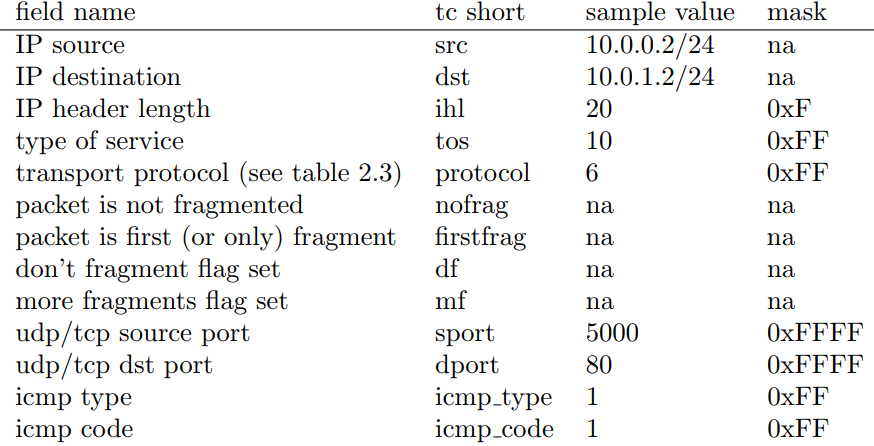 field name tc short sample value mask
IP source src 10.0.0.2/24 na
IP destination dst 10.0.1.2/24 na
IP header length ihl 20 0xF
type of service tos 10 0xFF
transport protocol (see table 2.3) protocol 6 0xFF
packet is not fragmented nofrag na na
packet is first (or only) fragment firstfrag na na
don't fragment flag set df na na
more fragments flag set mf na na
udp/tcp source port sport 5000 0xFFFF
udp/tcp dst port dport 80 0xFFFF
icmp type icmp_type 1 0xFF
icmp code icmp_code 1 0xFF